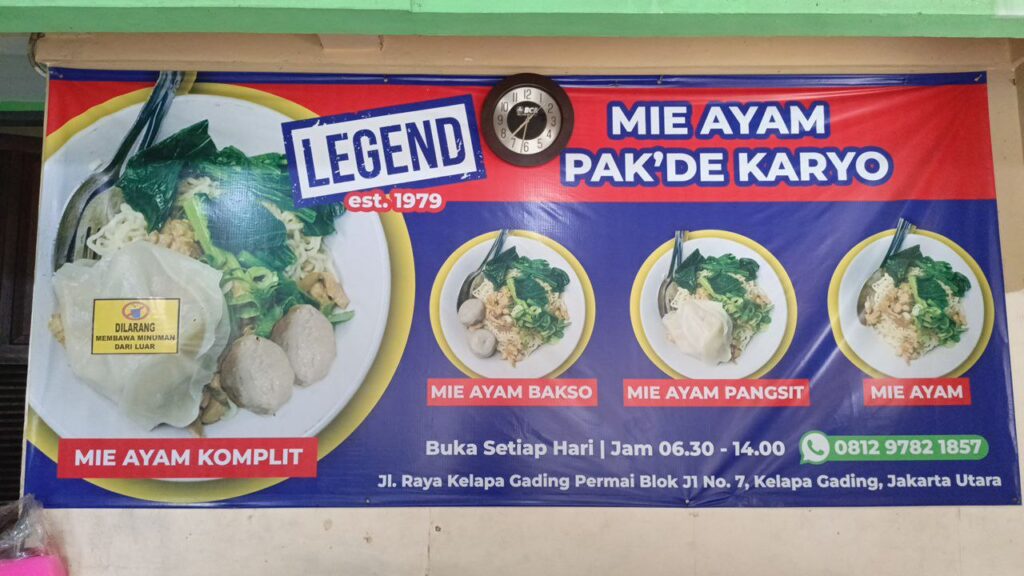 LEGEND
est. 1979
MIE AYAM
PAK'DE KARYO
DILARANG
MEMBAWA MINUMAN
DARI LUAR
MIE AYAM KOMPLIT
MIE AYAM BAKSO
MIE AYAM PANGSIT
MIE AYAM
Buka Setiap Hari | Jam 06.30 - 14.00
0812 9782 1857
Jl. Raya Kelapa Gading Permai Blok J1 No. 7, Kelapa Gading, Jakarta Utara